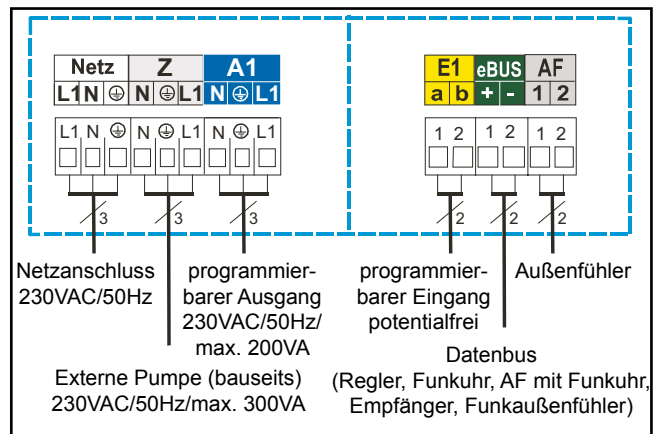 Netz Z A1 E1 eBUS AF
L1 N ⏚ N ⏚ L1 N ⏚ L1 a b + - 1 2
L1 N ⏚ N ⏚ L1 N ⏚ L1 1 2 1 2 1 2
3 3 3 2 2 2
Netzanschluss
230VAC/50Hz
programmier-
barer Ausgang
230VAC/50Hz/
max. 200VA
programmier-
barer Eingang
potentialfrei
Außenfühler
Externe Pumpe (bauseits)
230VAC/50Hz/max. 300VA
Datenbus
(Regler, Funkuhr, AF mit Funkuhr,
Empfänger, Funkaußenfühler)